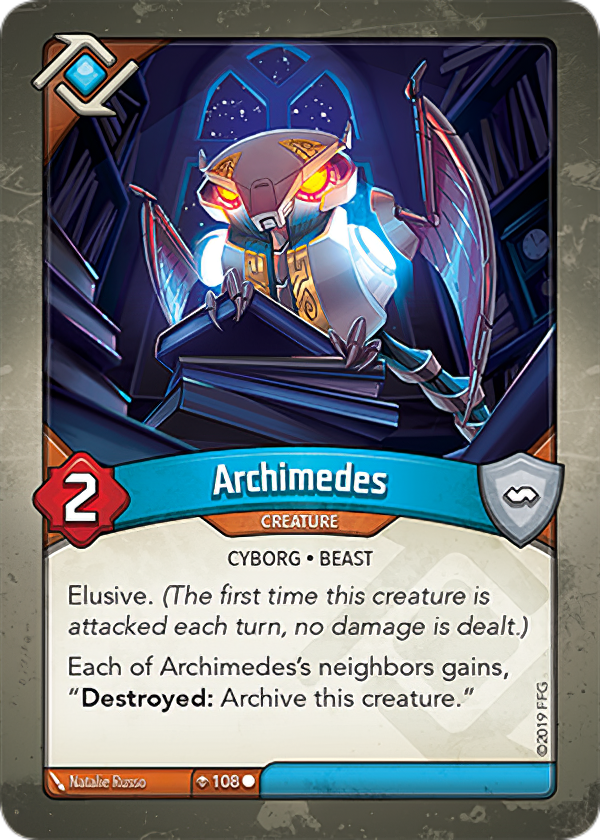 2
Archimedes
CREATURE
CYBORG • BEAST
Elusive. (The first time this creature is
attacked each turn, no damage is dealt.)
Each of Archimedes's neighbors gains,
“Destroyed: Archive this creature.”
©2019 FFG
Natalie Russo
108